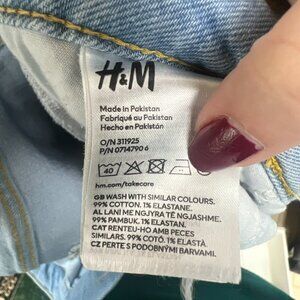 H&M
Made in Pakistan
Fabriqué au Pakistan
Hecho en Pakistán
O/N 311925
P/N 0714790 6
40
hm.com/takecare
GB WASH WITH SIMILAR COLOURS.
99% COTTON. 1% ELASTANE.
AL LANI ME NGJYRA TË NGJASHME.
99% PAMBUK. 1% ELASTAN.
CAT RENTEU-HO AMB PECES
SIMILARS. 99% COTÓ. 1% ELASTÀ.
CZ PERTE S PODOBNÝMI BARVAMI.